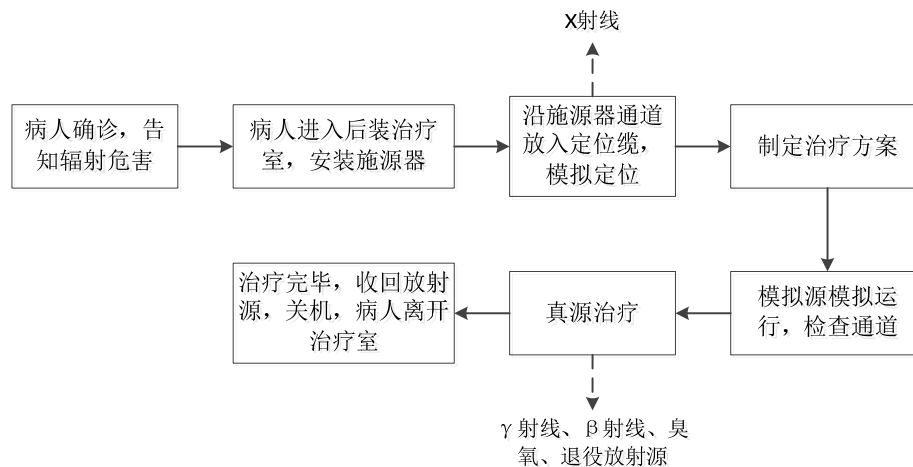 X射线
病人确诊，告
知辐射危害
病人进入后装治疗
室，安装施源器
沿施源器通道
放入定位缆，
模拟定位
制定治疗方案
治疗完毕，收回放射
源，关机，病人离开
治疗室
真源治疗
模拟源模拟运
行，检查通道
γ射线、β射线、臭
氧、退役放射源